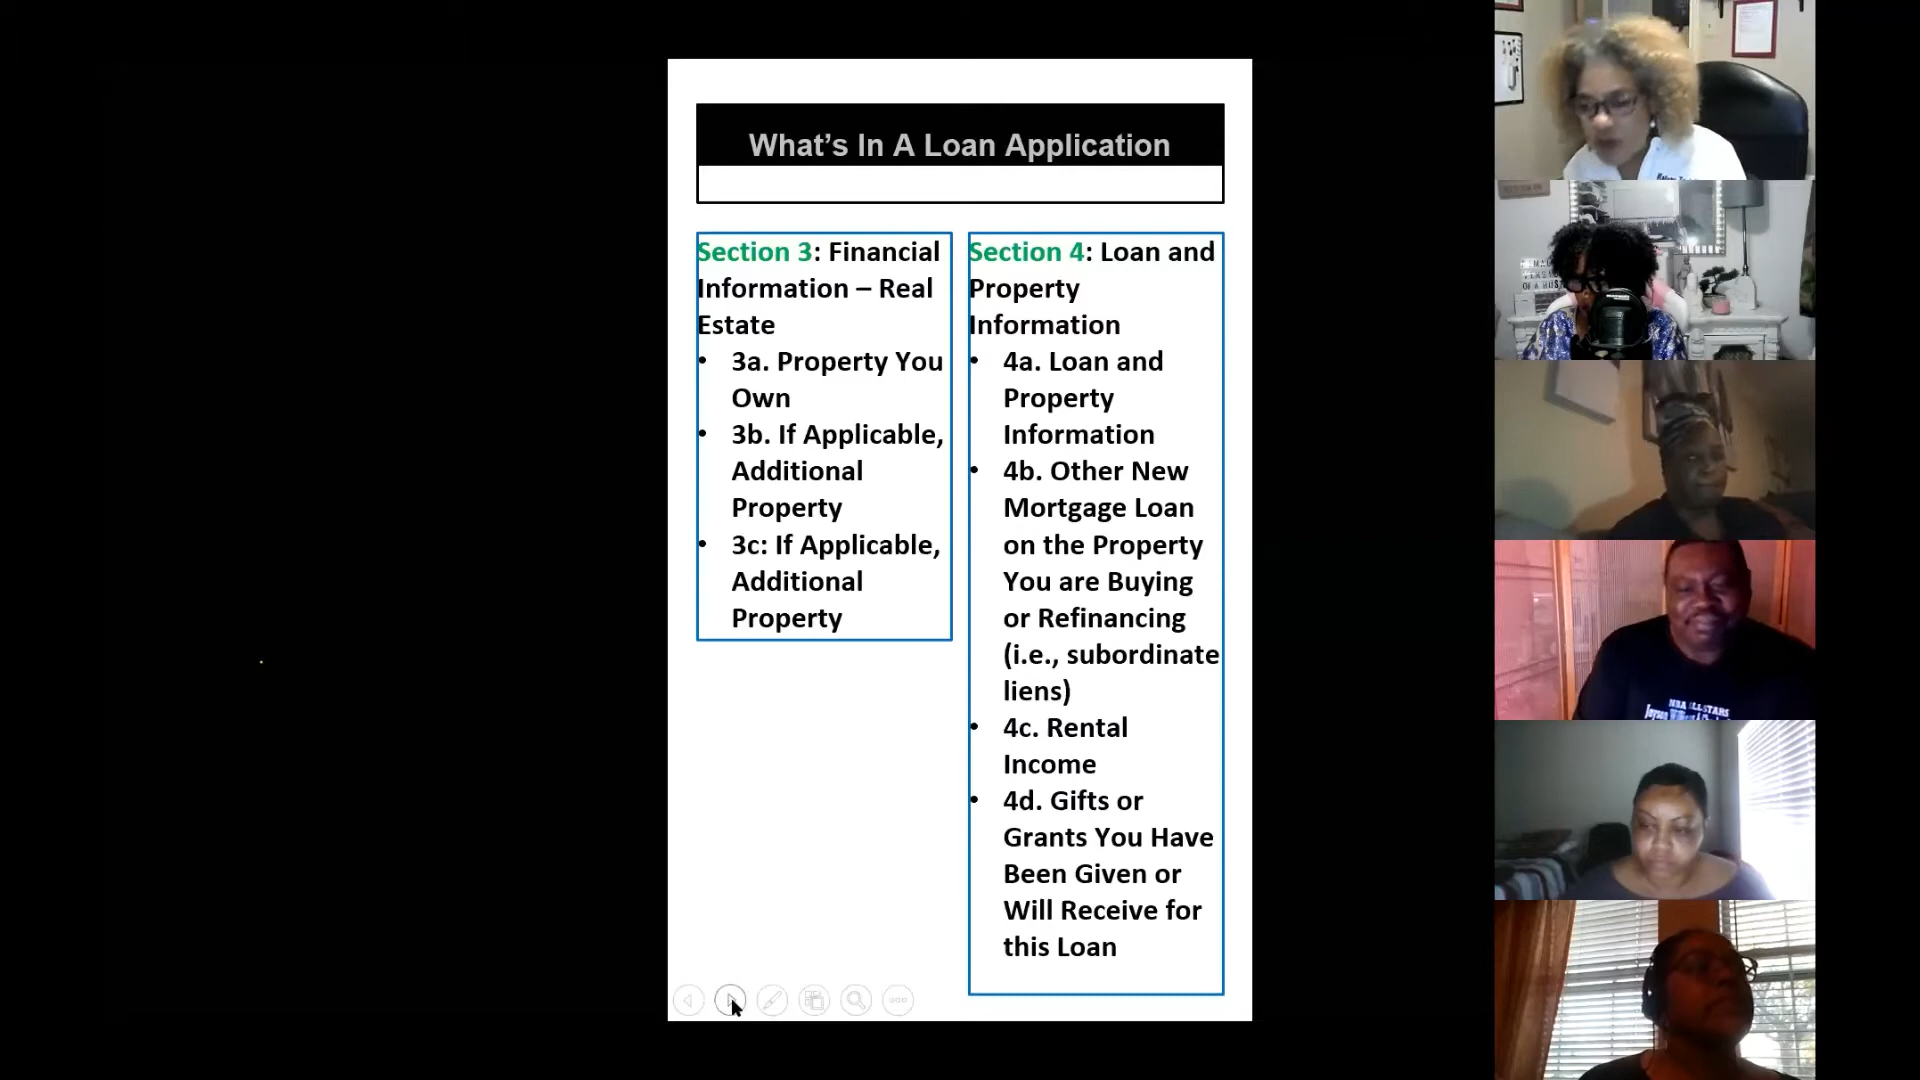 What's In A Loan Application
Section 3: Financial
Information – Real
Estate
• 3a. Property You
Own
• 3b. If Applicable,
Additional
Property
• 3c: If Applicable,
Additional
Property
Section 4: Loan and
Property
Information
• 4a. Loan and
Property
Information
• 4b. Other New
Mortgage Loan
on the Property
You are Buying
or Refinancing
(i.e., subordinate
liens)
• 4c. Rental
Income
• 4d. Gifts or
Grants You Have
Been Given or
Will Receive for
this Loan
NBA ALLSTARS